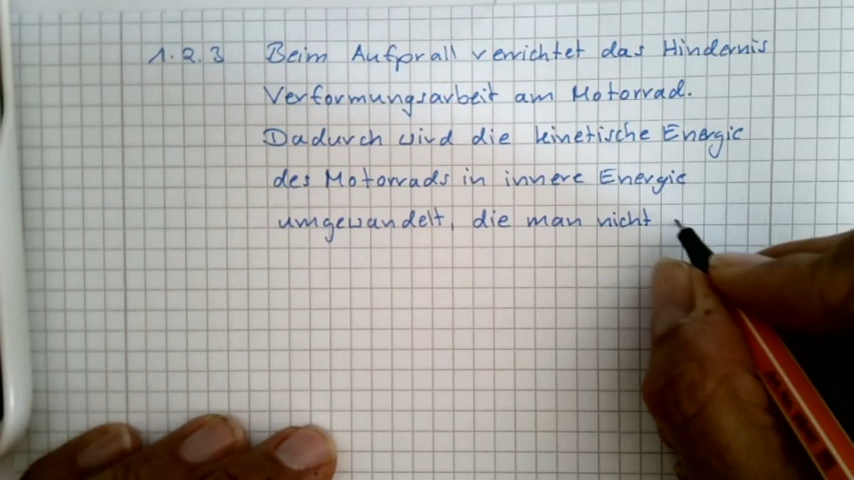 1.2.3 Beim Aufprall verrichtet das Hindernis
Verformungsarbeit am Motorrad.
Dadurch wird die kinetische Energie
des Motorrads in innere Energie
umgewandelt, die man nicht